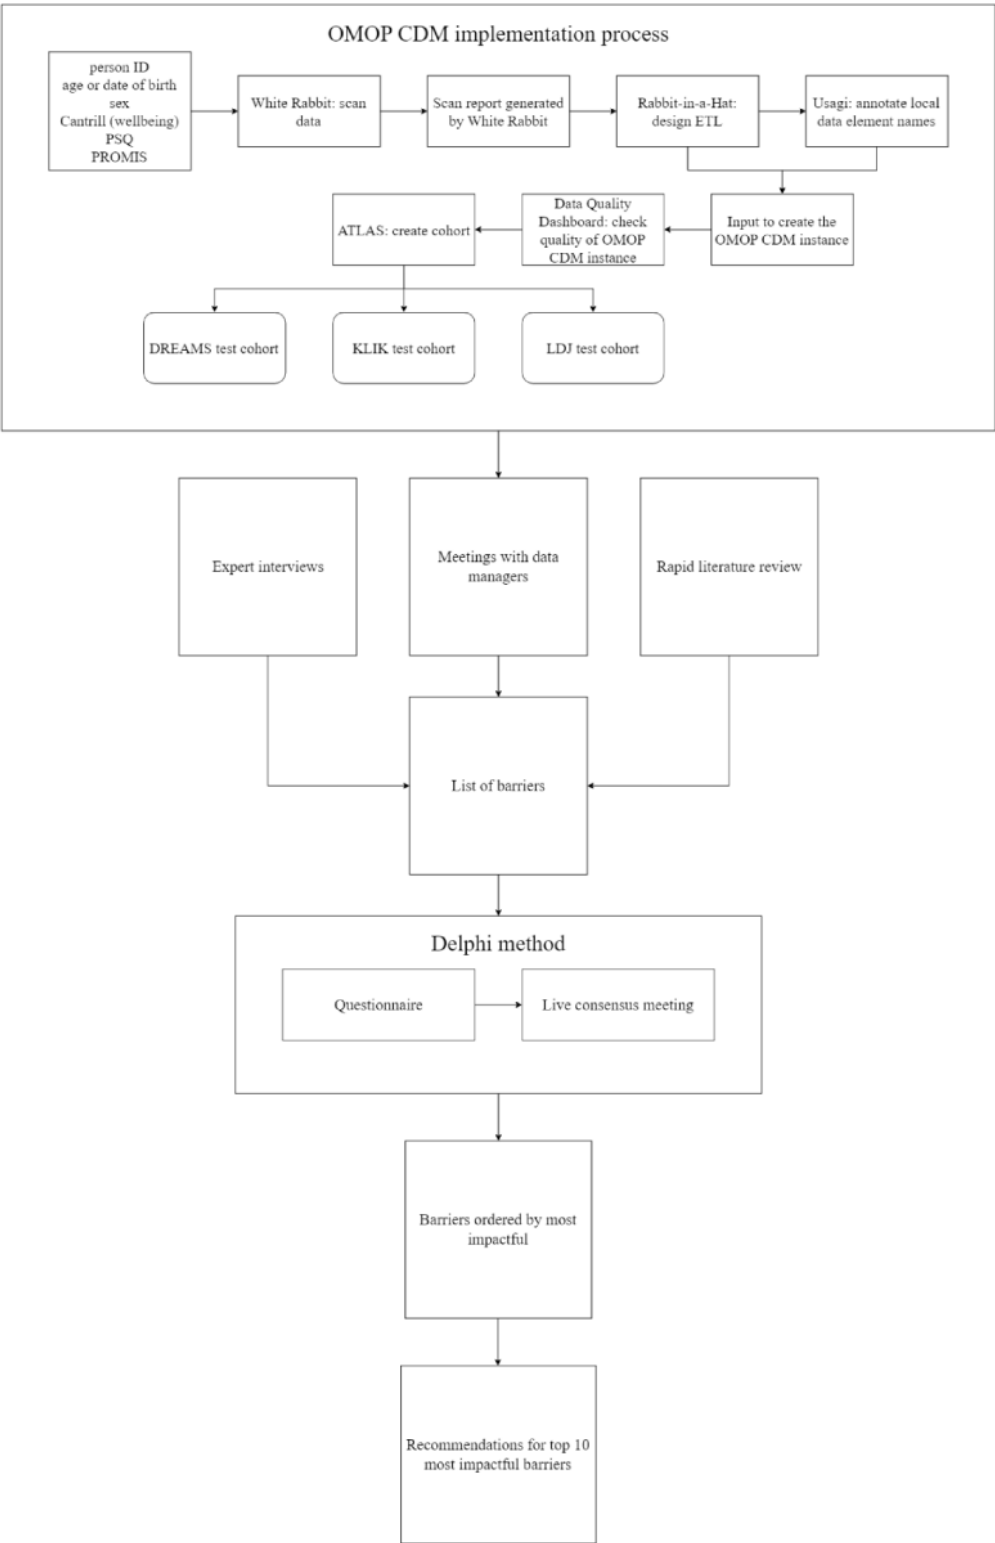 OMOP CDM implementation process
person ID
age or date of birth
sex
Cantrill (wellbeing)
PSQ
PROMIS
White Rabbit: scan
data
Scan report generated
by White Rabbit
Rabbit-in-a-Hat:
design ETL
Usagi: annotate local
data element names
ATLAS: create cohort
Data Quality
Dashboard: check
quality of OMOP
CDM instance
Input to create the
OMOP CDM instance
DREAMS test cohort
KLIK test cohort
LDJ test cohort
Expert interviews
Meetings with data
managers
Rapid literature review
List of barriers
Delphi method
Questionnaire
Live consensus meeting
Barriers ordered by most
impactful
Recommendations for top 10
most impactful barriers